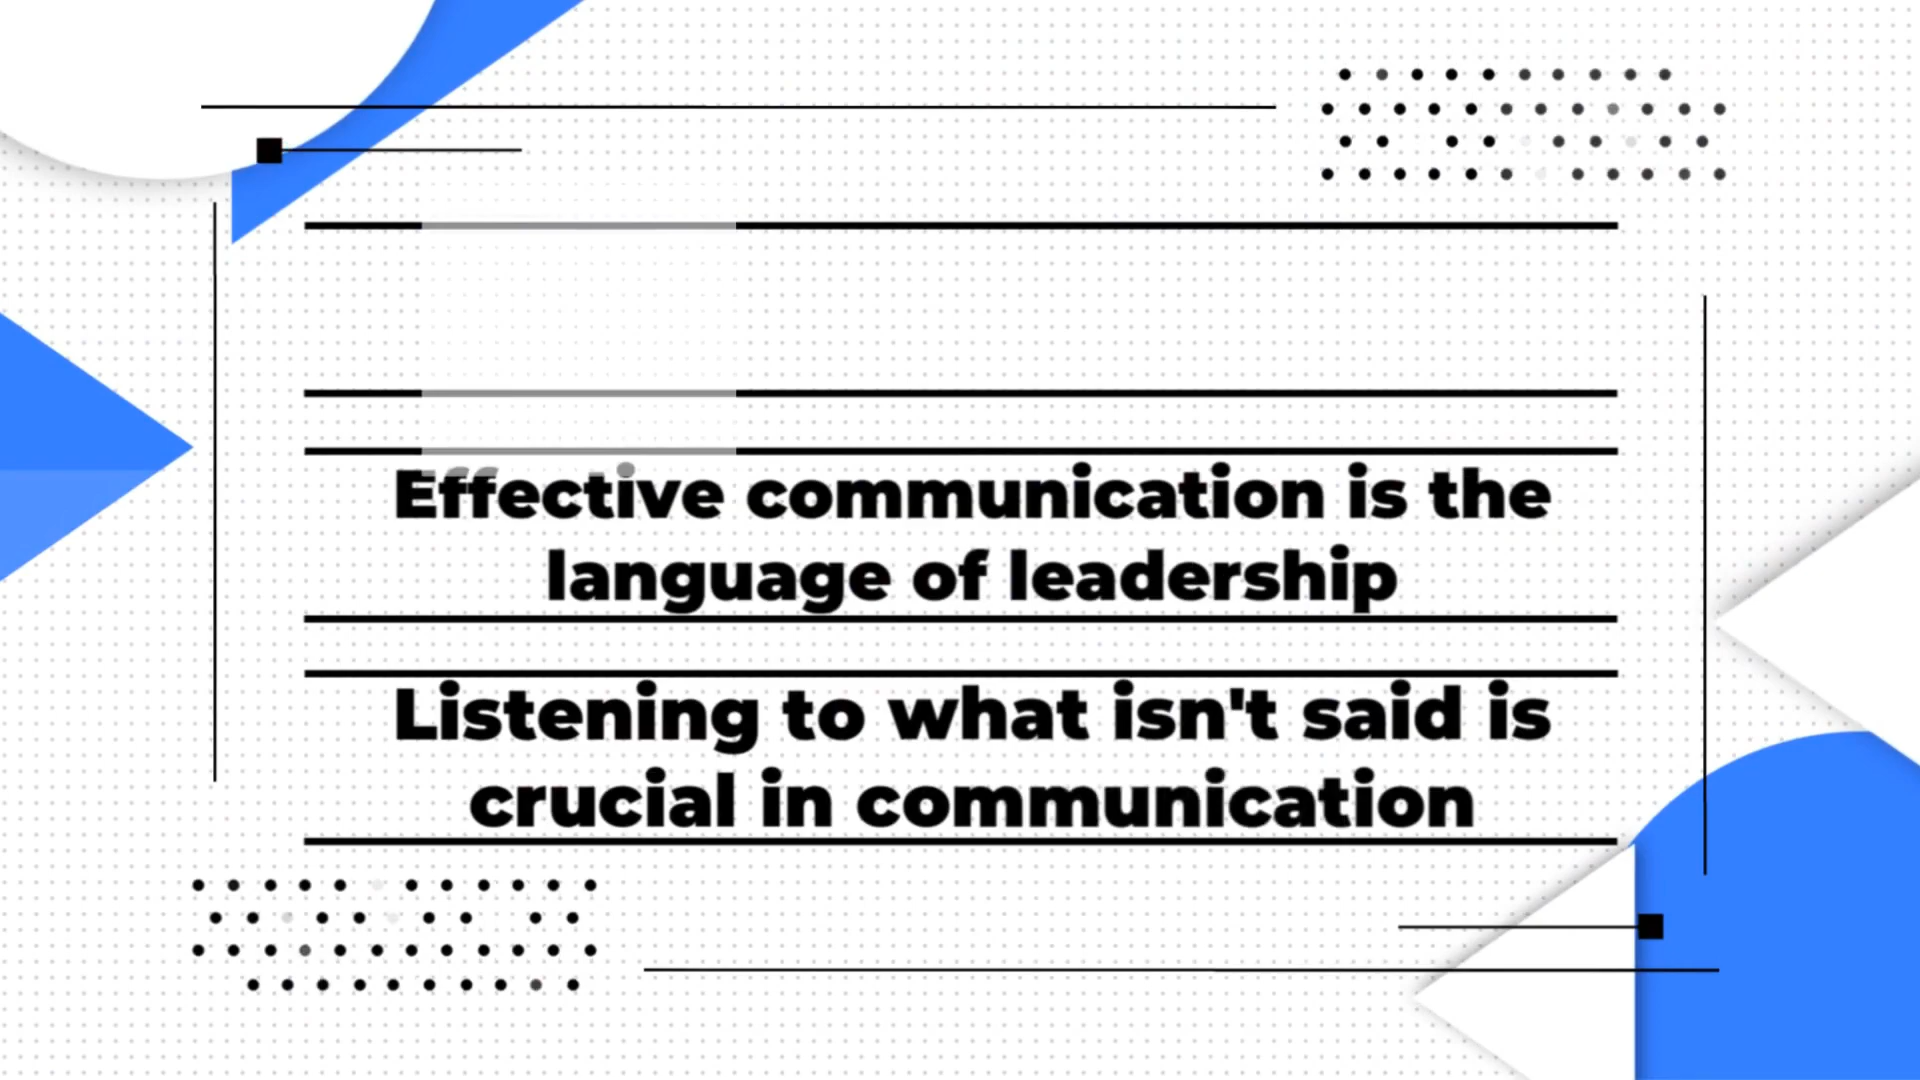 Effective communication is the
language of leadership
Listening to what isn't said is
crucial in communication